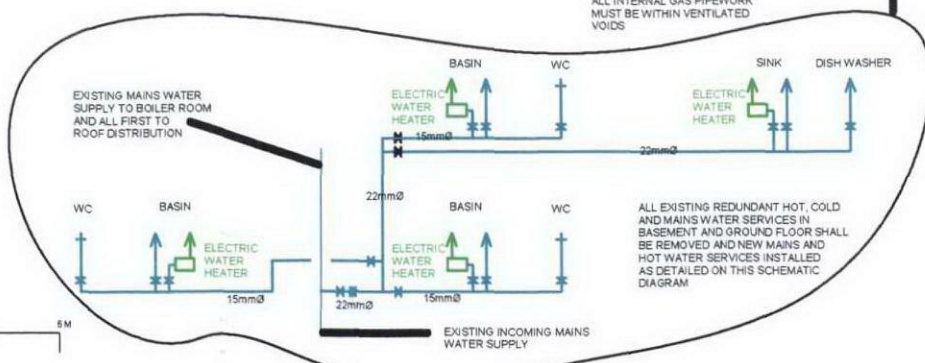 ALL INTERNAL GAS PIPEWORK
MUST BE WITHIN VENTILATED
VOIDS
BASIN
WC
SINK
DISH WASHER
EXISTING MAINS WATER
SUPPLY TO BOILER ROOM
AND ALL FIRST TO
ROOF DISTRIBUTION
ELECTRIC
WATER
HEATER
15mmØ
ELECTRIC
WATER
HEATER
22mmØ
22mmØ
WC
BASIN
BASIN
WC
ELECTRIC
WATER
HEATER
ELECTRIC
WATER
HEATER
ALL EXISTING REDUNDANT HOT, COLD
AND MAINS WATER SERVICES IN
BASEMENT AND GROUND FLOOR SHALL
BE REMOVED AND NEW MAINS AND
HOT WATER SERVICES INSTALLED
AS DETAILED ON THIS SCHEMATIC
DIAGRAM
15mmØ
22mmØ
15mmØ
5 M
EXISTING INCOMING MAINS
WATER SUPPLY